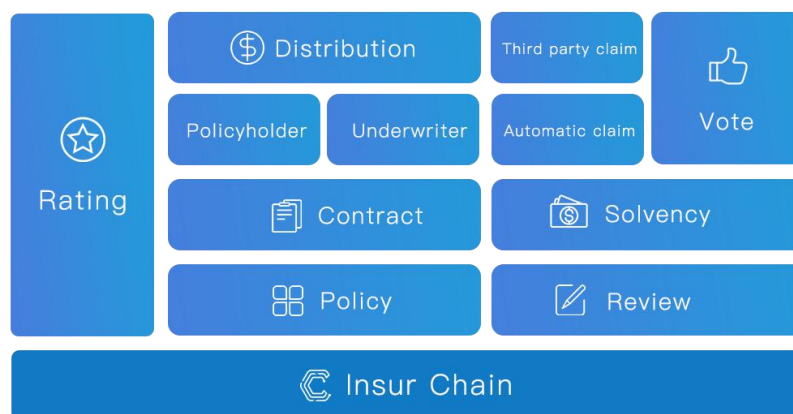 Rating
Distribution
Third party claim
Vote
Policyholder
Underwriter
Automatic claim
Contract
Solvency
Policy
Review
Insur Chain